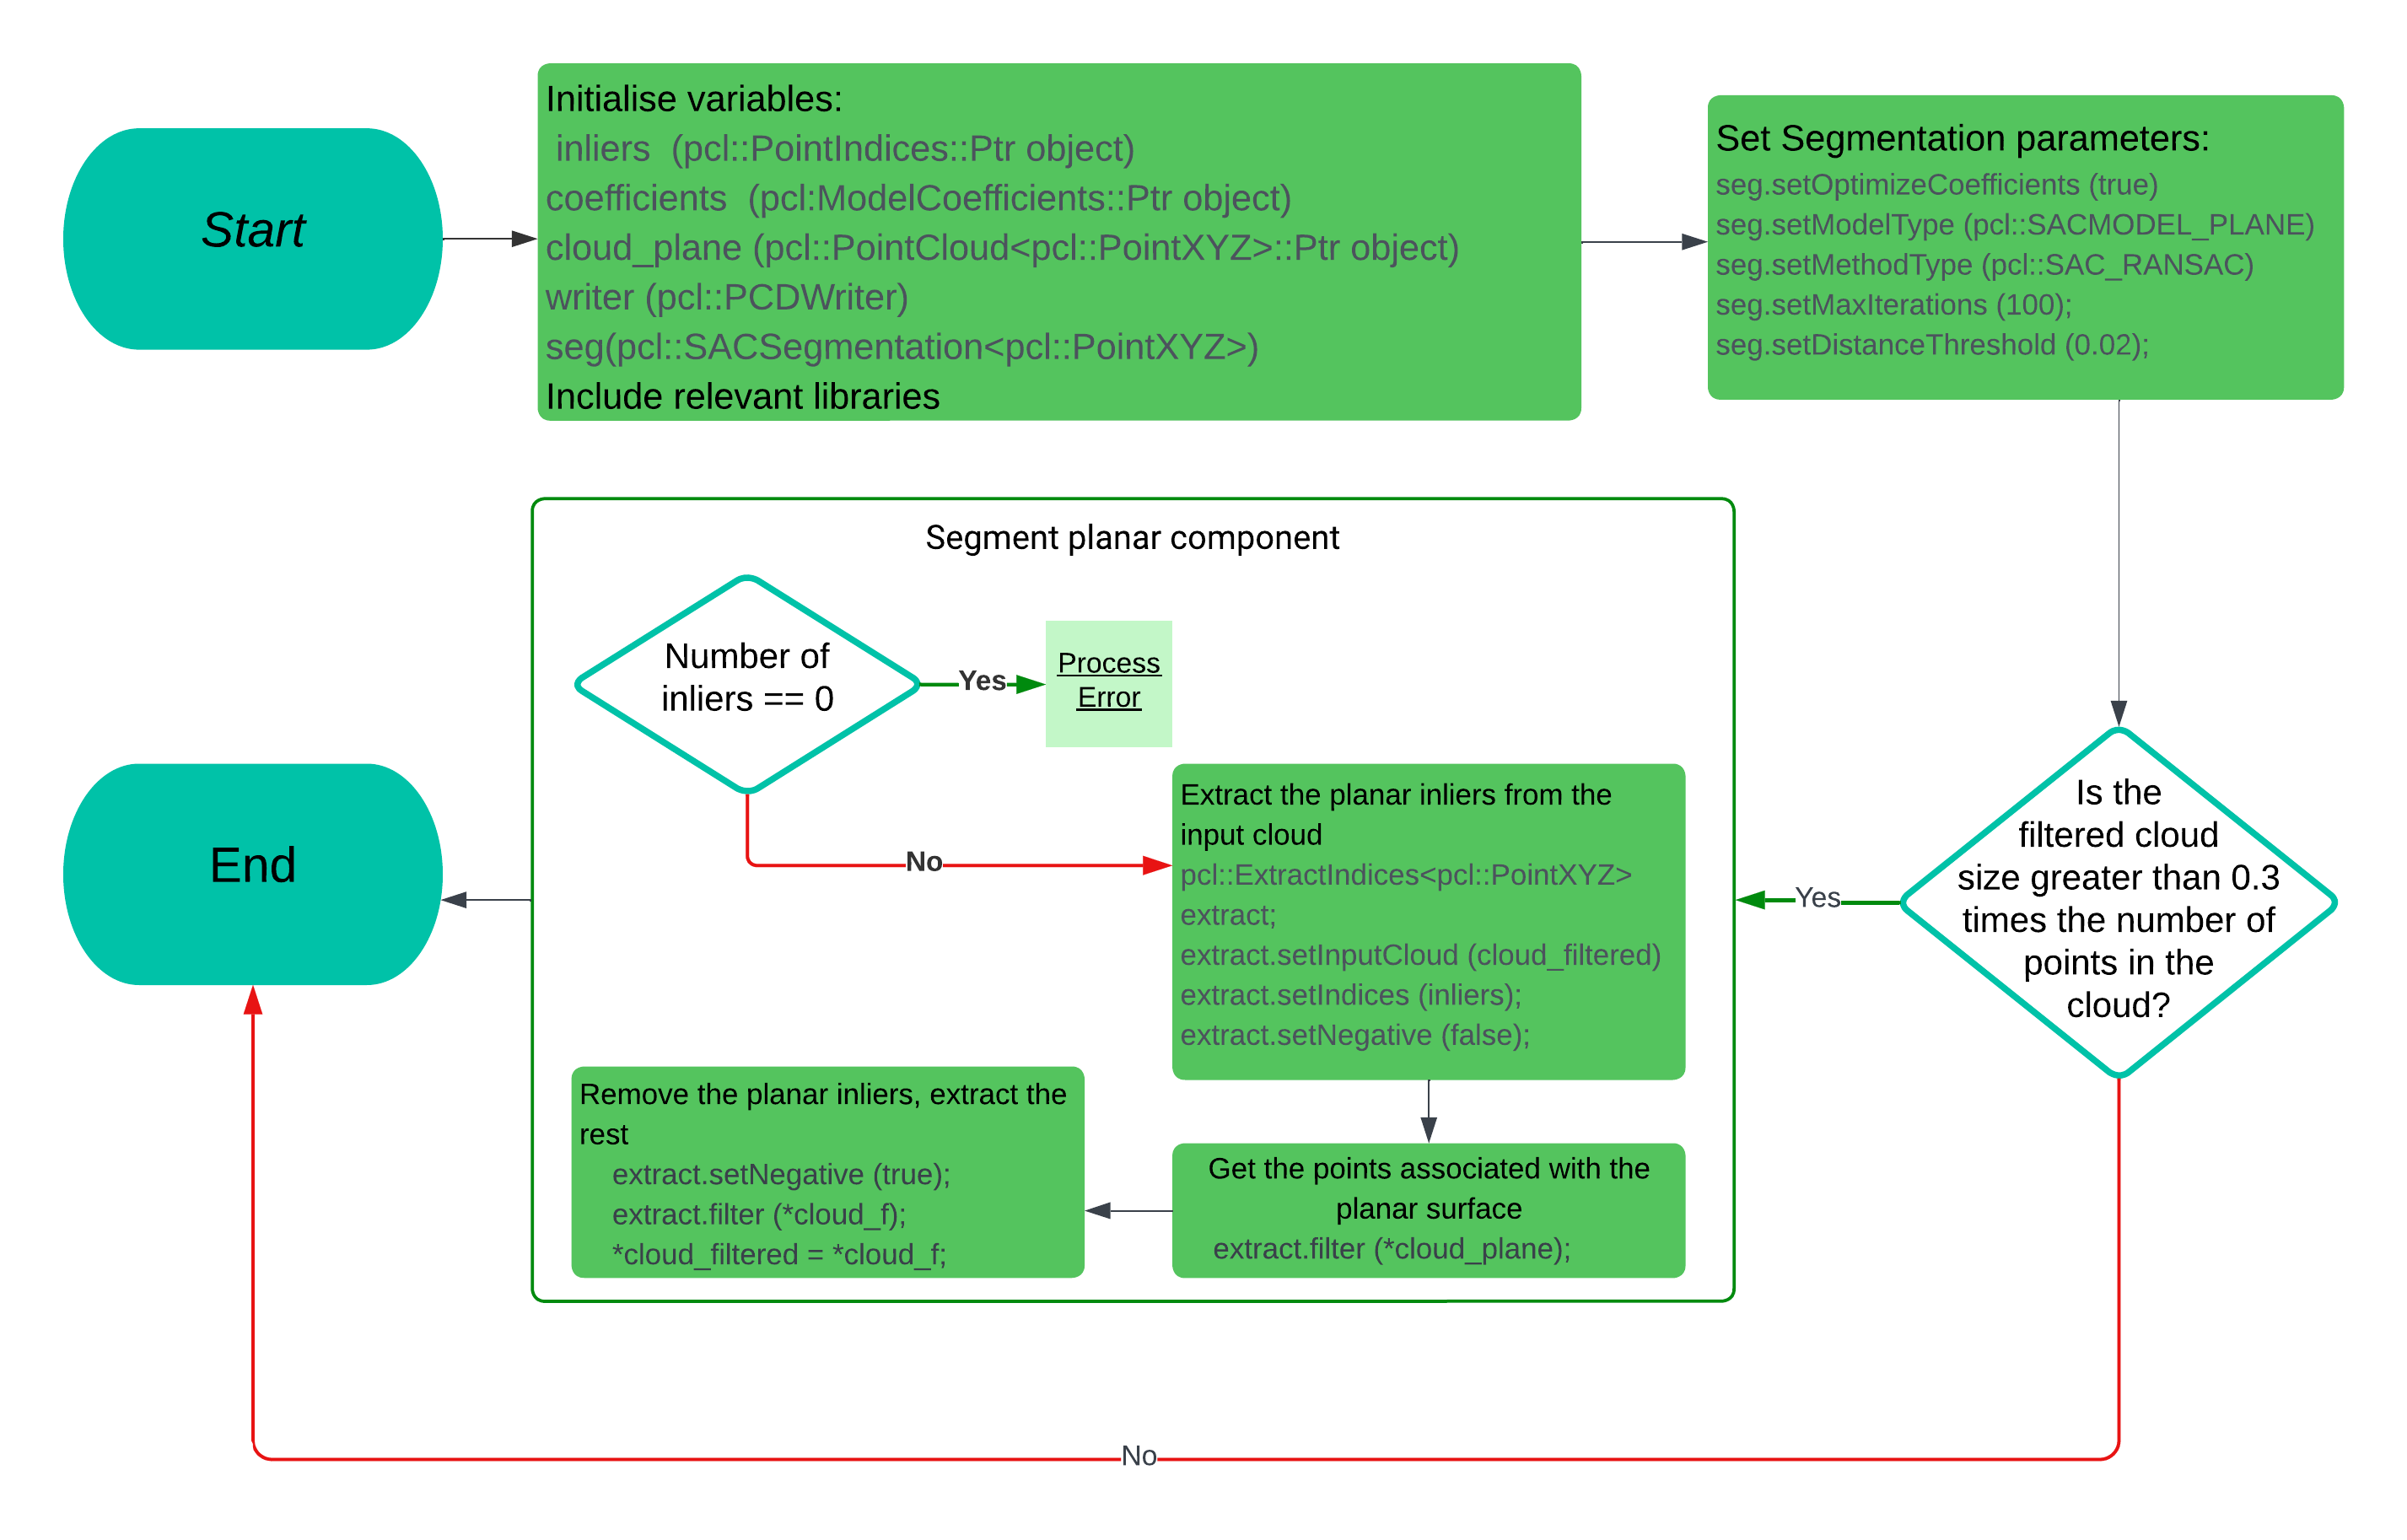 Start
Initialise variables:
inliers  (pcl::PointIndices::Ptr object)
coefficients  (pcl:ModelCoefficients::Ptr object)
cloud_plane (pcl::PointCloud<pcl::PointXYZ>::Ptr object)
writer (pcl::PCDWriter)
seg(pcl::SACSegmentation<pcl::PointXYZ>)
Include relevant libraries
Set Segmentation parameters:
seg.setOptimizeCoefficients (true)
seg.setModelType (pcl::SACMODEL_PLANE)
seg.setMethodType (pcl::SAC_RANSAC)
seg.setMaxIterations (100);
seg.setDistanceThreshold (0.02);
Is the
filtered cloud
size greater than 0.3
times the number of
points in the
cloud?
Yes
No
Segment planar component
Number of
inliers == 0
Yes
Process
Error
No
Extract the planar inliers from the
input cloud
pcl::ExtractIndices<pcl::PointXYZ>
extract;
extract.setInputCloud (cloud_filtered)
extract.setIndices (inliers);
extract.setNegative (false);
Get the points associated with the
planar surface
extract.filter (*cloud_plane);
Remove the planar inliers, extract the
rest
extract.setNegative (true);
extract.filter (*cloud_f);
*cloud_filtered = *cloud_f;
End